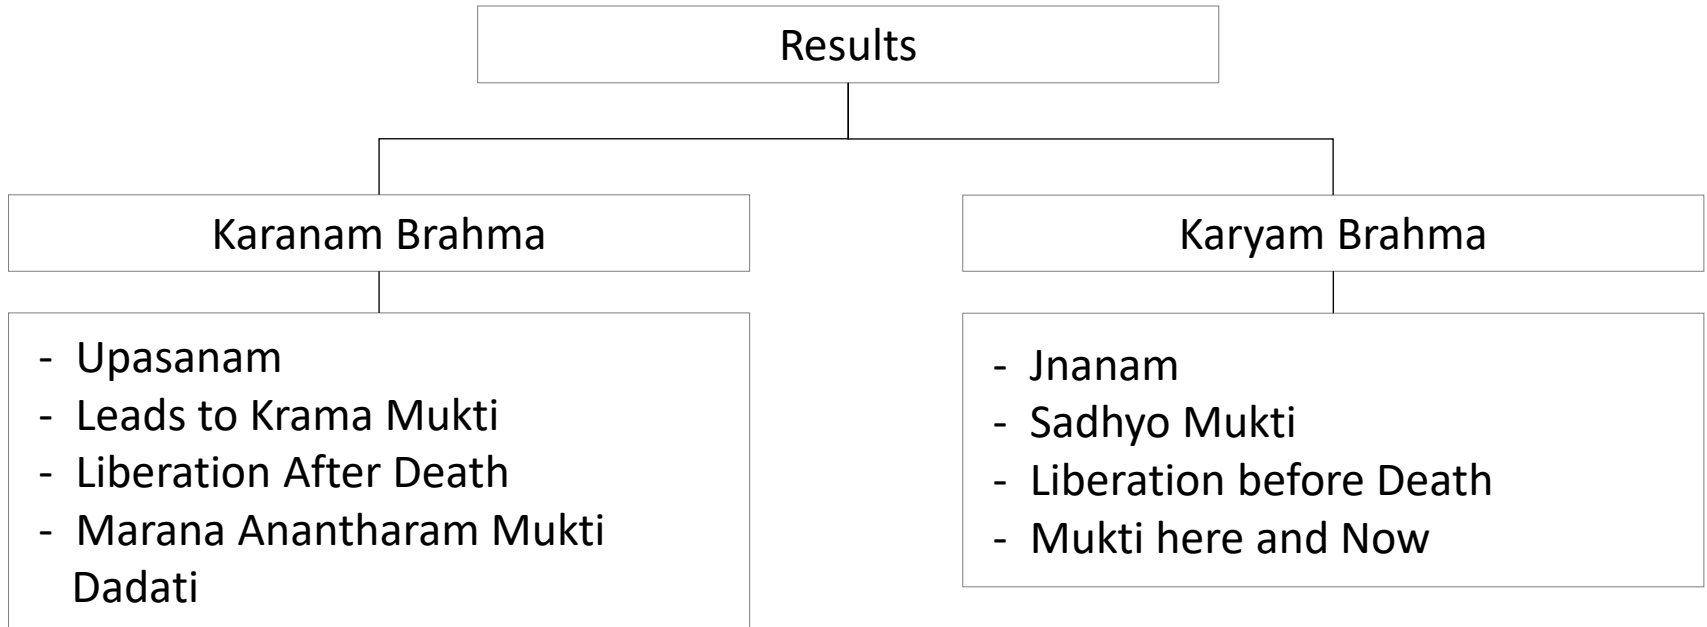 Results
Karanam Brahma
- Upasanam
- Leads to Krama Mukti
- Liberation After Death
- Marana Anantharam Mukti
Dadati
Karyam Brahma
- Jnanam
- Sadhyo Mukti
- Liberation before Death
- Mukti here and Now